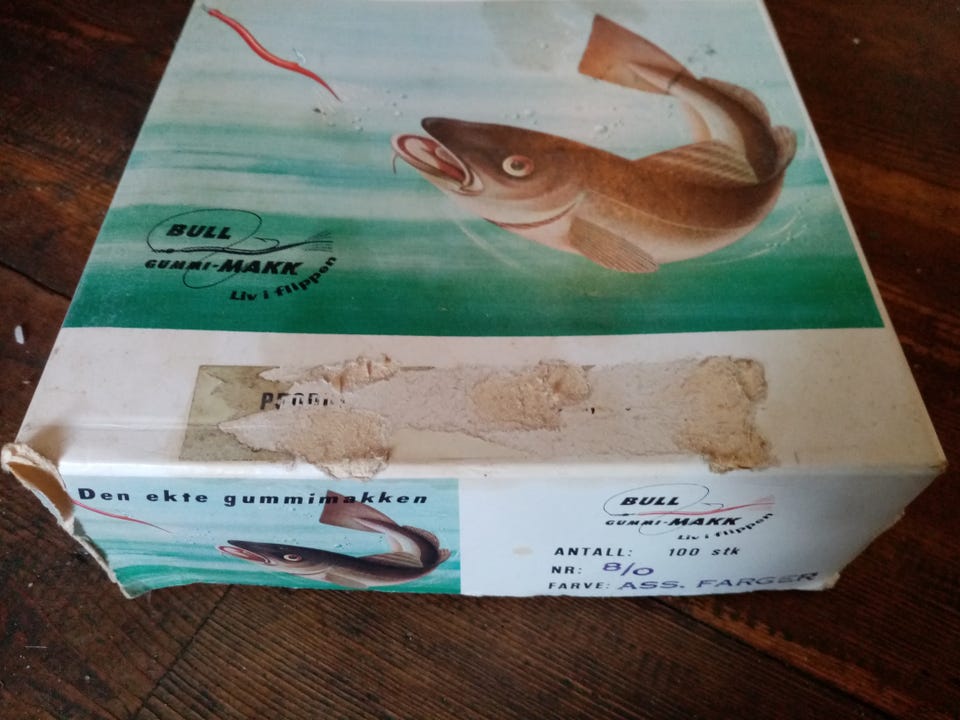 BULL
GUMMI-MAKK
Liv i flippen
Den ekte gummimakken
BULL
GUMMI-MAKK
Liv i flippen
ANTALL: 100 stk
NR: 8/0
FARVE: ASS. FARGER